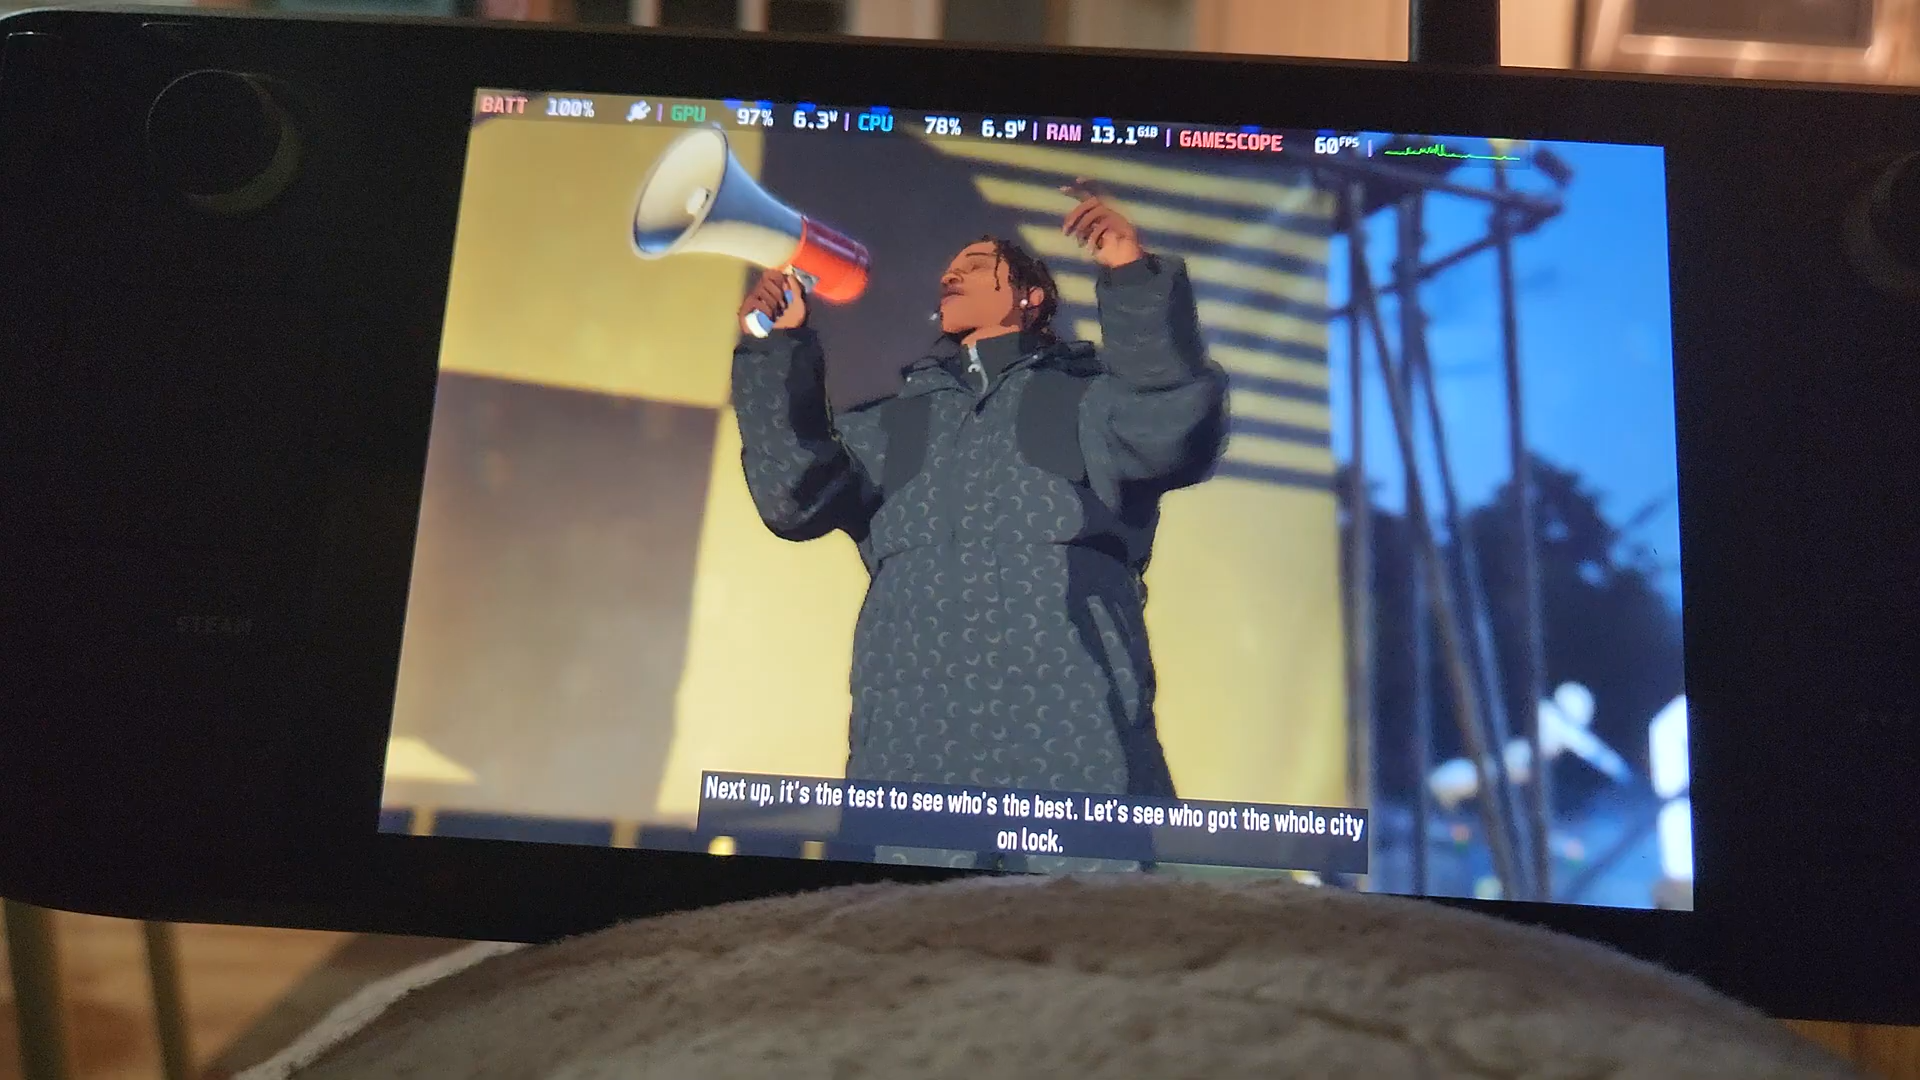 BATT 100% | GPU 97% 6.3W | CPU 78% 6.9W | RAM 13.1GiB | GAMESCOPE 60FPS |
STEAM
Next up, it's the test to see who's the best. Let's see who got the whole city
on lock.